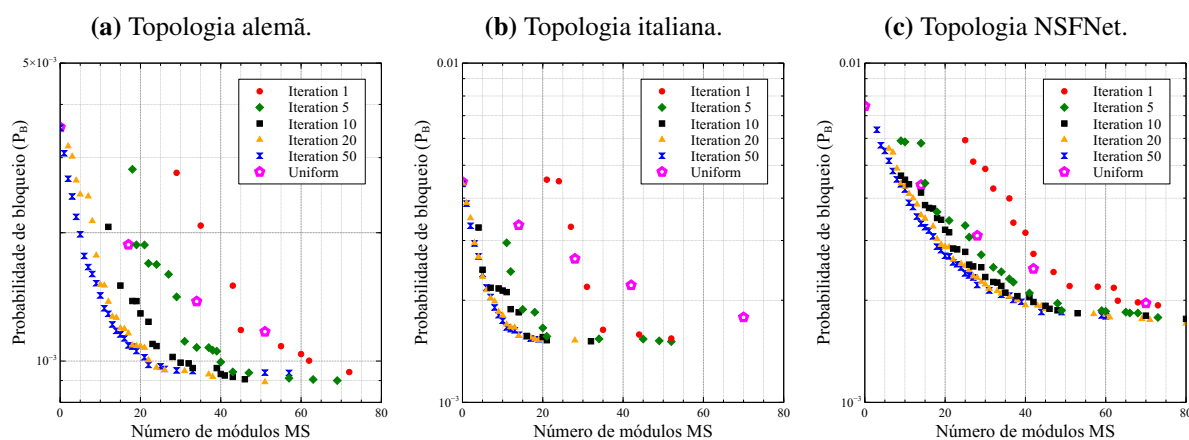 (a) Topologia alemã.
5×10⁻³
10⁻³
Probabilidade de bloqueio (P_B)
0 20 40 60 80
Número de módulos MS
Iteration 1
Iteration 5
Iteration 10
Iteration 20
Iteration 50
Uniform
(b) Topologia italiana.
0.01
10⁻³
Probabilidade de bloqueio (P_B)
0 20 40 60 80
Número de módulos MS
Iteration 1
Iteration 5
Iteration 10
Iteration 20
Iteration 50
Uniform
(c) Topologia NSFNet.
0.01
10⁻³
Probabilidade de bloqueio (P_B)
0 20 40 60 80
Número de módulos MS
Iteration 1
Iteration 5
Iteration 10
Iteration 20
Iteration 50
Uniform